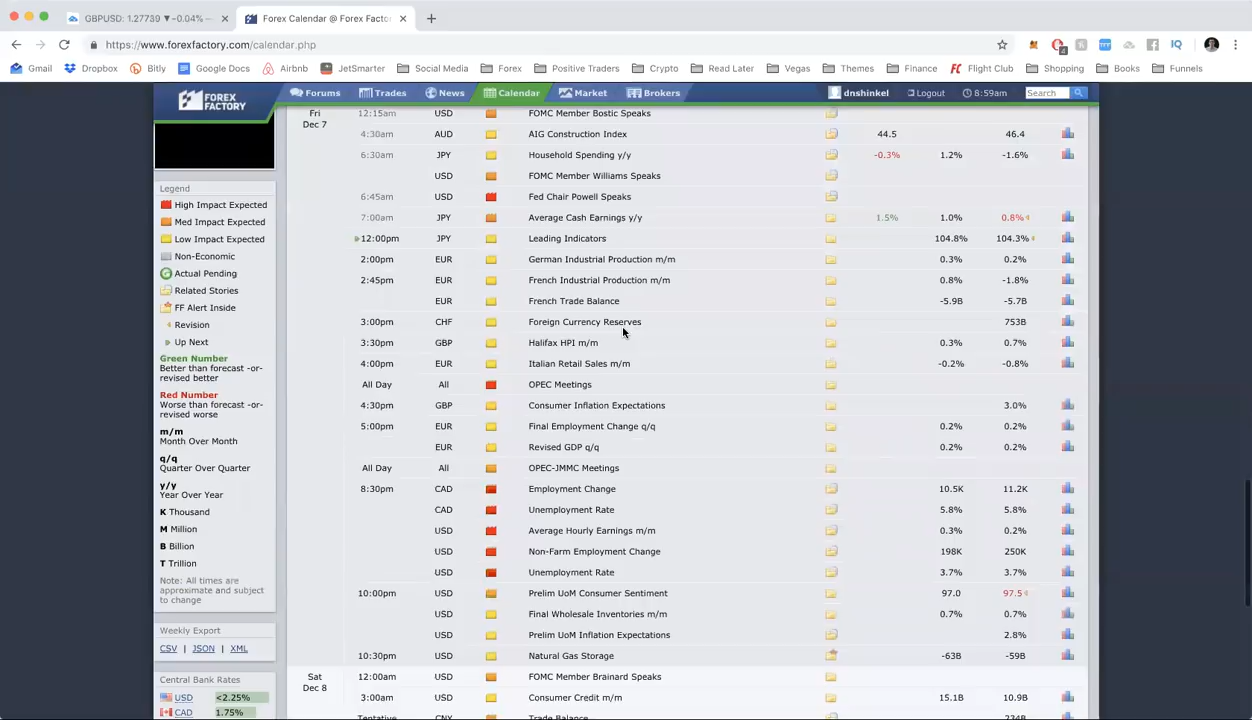 GBPUSD: 1.27739 ▼ −0.04% – × Forex Calendar @ Forex Facto × +
https://www.forexfactory.com/calendar.php
Gmail Dropbox Bitly Google Docs Airbnb JetSmarter Social Media Forex Positive Traders Crypto Read Later Vegas Themes Finance Flight Club Shopping Books Funnels
FOREX FACTORY Forums Trades News Calendar Market Brokers dnshinkel Logout 8:59am Search
Legend
High Impact Expected
Med Impact Expected
Low Impact Expected
Non-Economic
Actual Pending
Related Stories
FF Alert Inside
Revision
Up Next
Green Number
Better than forecast -or-
revised better
Red Number
Worse than forecast -or-
revised worse
m/m
Month Over Month
q/q
Quarter Over Quarter
y/y
Year Over Year
K Thousand
M Million
B Billion
T Trillion
Note: All times are
approximate and subject
to change
Weekly Export
CSV | JSON | XML
Central Bank Rates
USD <2.25%
CAD 1.75%
Fri
Dec 7
12:15am USD FOMC Member Bostic Speaks
4:30am AUD AIG Construction Index 44.5 46.4
6:30am JPY Household Spending y/y -0.3% 1.2% -1.6%
USD FOMC Member Williams Speaks
6:45am USD Fed Chair Powell Speaks
7:00am JPY Average Cash Earnings y/y 1.5% 1.0% 0.8%
12:00pm JPY Leading Indicators 104.8% 104.3%
2:00pm EUR German Industrial Production m/m 0.3% 0.2%
2:45pm EUR French Industrial Production m/m 0.8% -1.8%
EUR French Trade Balance -5.9B -5.7B
3:00pm CHF Foreign Currency Reserves 753B
3:30pm GBP Halifax HPI m/m 0.3% 0.7%
4:00pm EUR Italian Retail Sales m/m -0.2% -0.8%
All Day All OPEC Meetings
4:30pm GBP Consumer Inflation Expectations 3.0%
5:00pm EUR Final Employment Change q/q 0.2% 0.2%
EUR Revised GDP q/q 0.2% 0.2%
All Day All OPEC-JMMC Meetings
8:30pm CAD Employment Change 10.5K 11.2K
CAD Unemployment Rate 5.8% 5.8%
USD Average Hourly Earnings m/m 0.3% 0.2%
USD Non-Farm Employment Change 198K 250K
USD Unemployment Rate 3.7% 3.7%
10:00pm USD Prelim UoM Consumer Sentiment 97.0 97.5
USD Final Wholesale Inventories m/m 0.7% 0.7%
USD Prelim UoM Inflation Expectations 2.8%
10:30pm USD Natural Gas Storage -63B -59B
Sat
Dec 8
12:00am USD FOMC Member Brainard Speaks
3:00am USD Consumer Credit m/m 15.1B 10.9B
Tentative CNY Trade Balance 234B